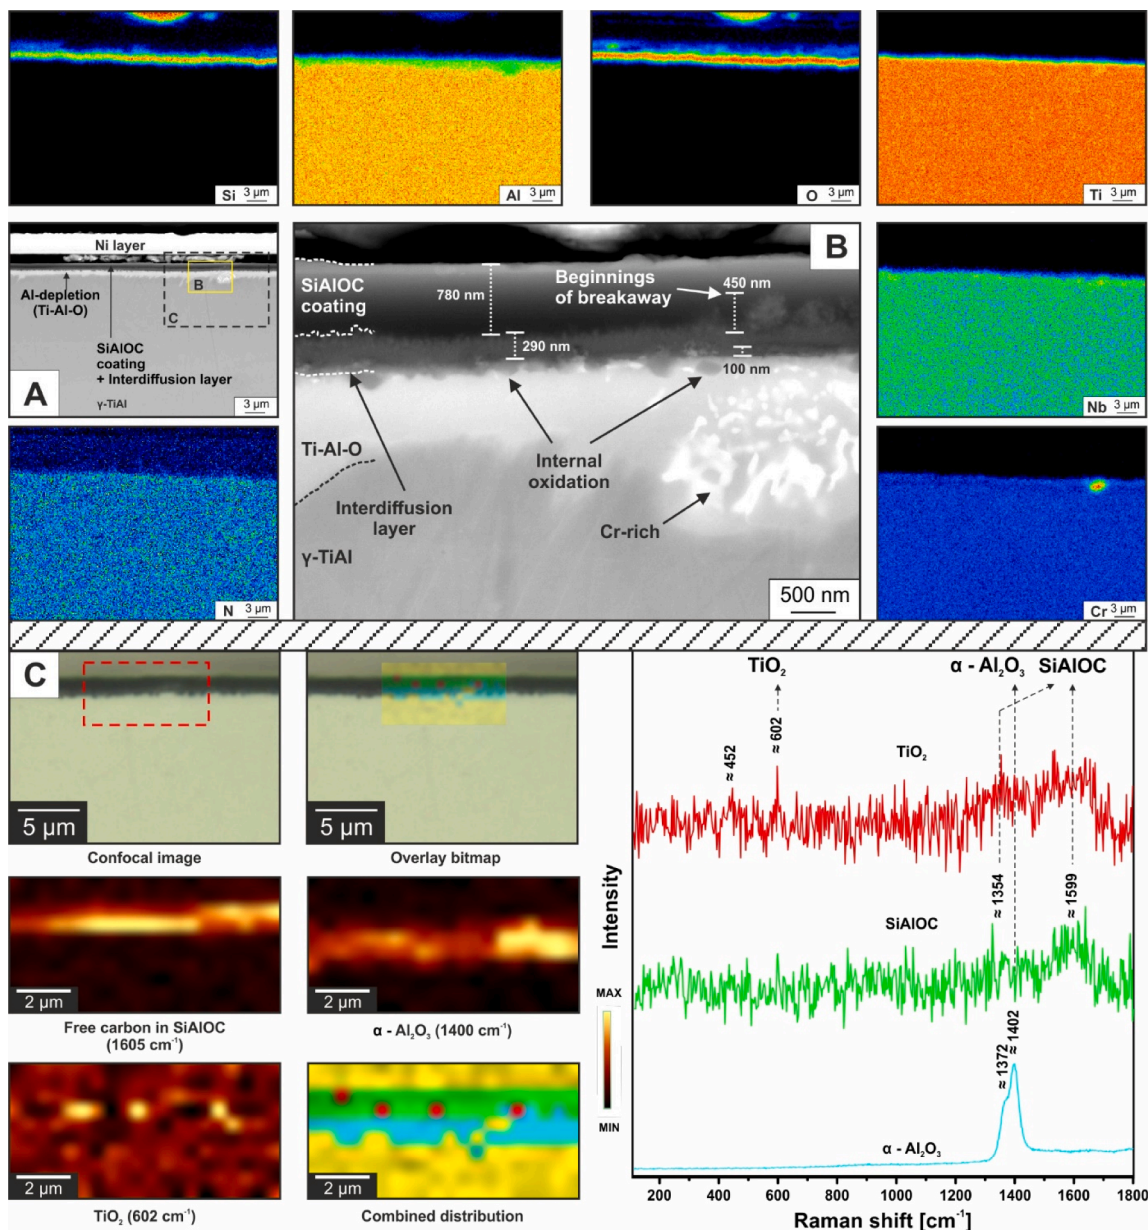 Si 3 µm
Al 3 µm
O 3 µm
Ti 3 µm
Ni layer
B
C
Al-depletion
(Ti-Al-O)
SiAlOC
coating
+ Interdiffusion layer
γ-TiAl
A
3 µm
B
SiAlOC
coating
780 nm
Beginnings
of breakaway
450 nm
290 nm
100 nm
Ti-Al-O
Internal
oxidation
Interdiffusion
layer
Cr-rich
γ-TiAl
500 nm
Nb 3 µm
N 3 µm
Cr 3 µm
C
5 µm
Confocal image
5 µm
Overlay bitmap
2 µm
Free carbon in SiAlOC
(1605 cm⁻¹)
2 µm
α - Al₂O₃ (1400 cm⁻¹)
2 µm
TiO₂ (602 cm⁻¹)
2 µm
Combined distribution
MAX
MIN
Intensity
TiO₂
α - Al₂O₃
SiAlOC
≈ 452
≈ 602
TiO₂
≈ 1354
≈ 1599
SiAlOC
≈ 1372
≈ 1402
α - Al₂O₃
200 400 600 800 1000 1200 1400 1600 1800
Raman shift [cm⁻¹]